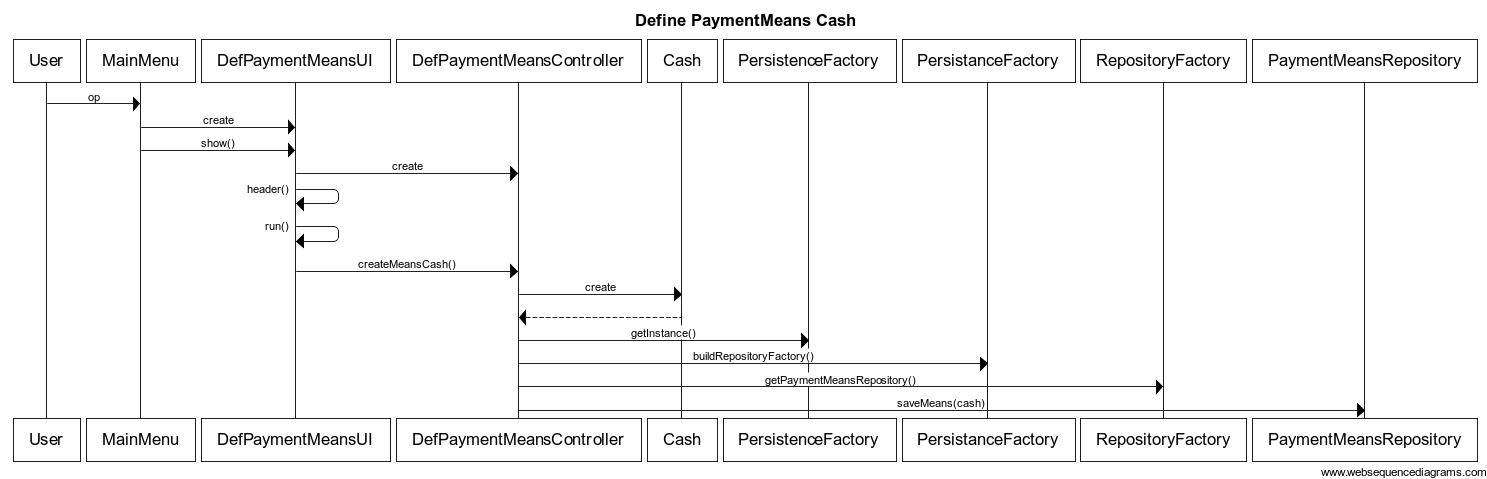 Define PaymentMeans Cash
User MainMenu DefPaymentMeansUI DefPaymentMeansController Cash PersistenceFactory PersistanceFactory RepositoryFactory PaymentMeansRepository
op
create
show()
create
header()
run()
createMeansCash()
create
getInstance()
buildRepositoryFactory()
getPaymentMeansRepository()
saveMeans(cash)
User MainMenu DefPaymentMeansUI DefPaymentMeansController Cash PersistenceFactory PersistanceFactory RepositoryFactory PaymentMeansRepository
www.websequencediagrams.com